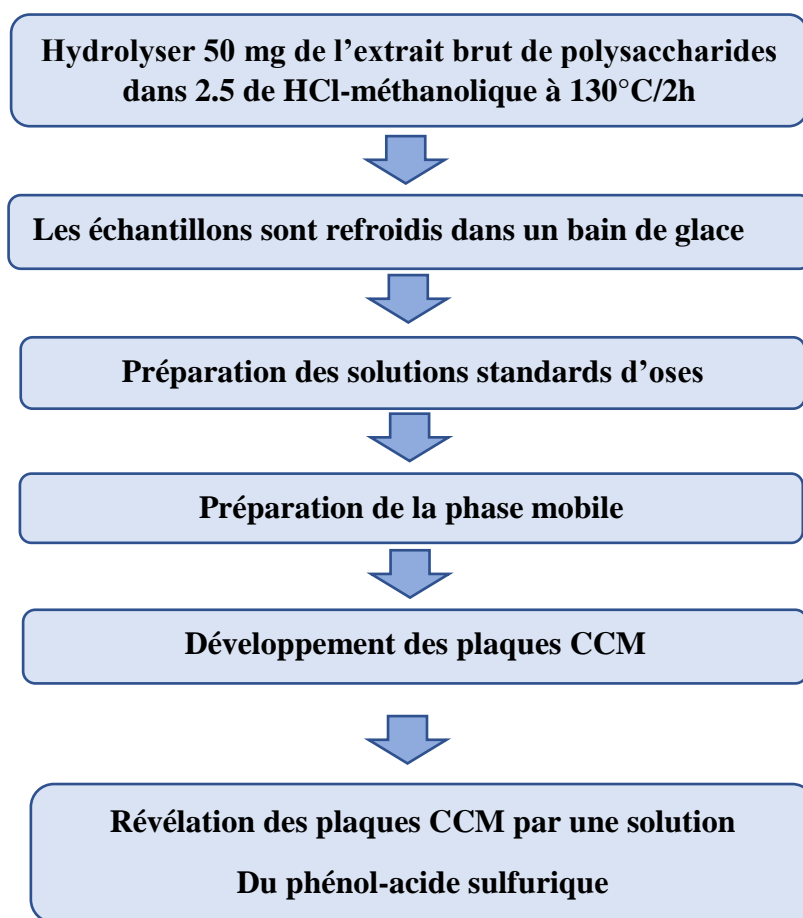 Hydrolyser 50 mg de l’extrait brut de polysaccharides
dans 2.5 de HCl-méthanolique à 130°C/2h
Les échantillons sont refroidis dans un bain de glace
Préparation des solutions standards d’oses
Préparation de la phase mobile
Développement des plaques CCM
Révélation des plaques CCM par une solution
Du phénol-acide sulfurique